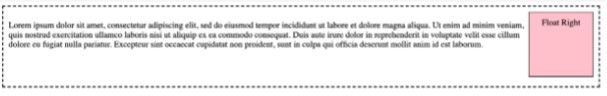 Lorem ipsum dolor sit amet, consectetur adipiscing elit, sed do eiusmod tempor incididunt ut labore et dolore magna aliqua. Ut enim ad minim veniam,
quis nostrud exercitation ullamco laboris nisi ut aliquip ex ea commodo consequat. Duis aute irure dolor in reprehenderit in voluptate velit esse cillum
dolore eu fugiat nulla pariatur. Excepteur sint occaecat cupidatat non proident, sunt in culpa qui officia deserunt mollit anim id est laborum.
Float Right